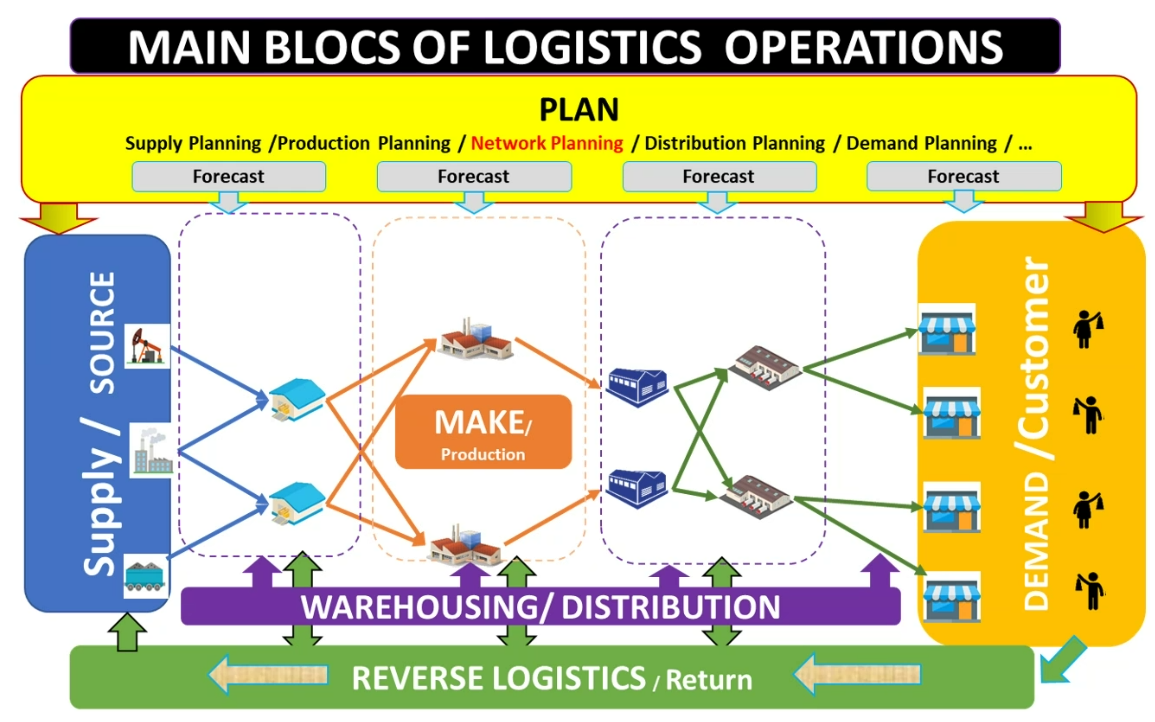 MAIN BLOCS OF LOGISTICS OPERATIONS
PLAN
Supply Planning /Production Planning / Network Planning / Distribution Planning / Demand Planning / ...
Forecast
Forecast
Forecast
Forecast
Supply / SOURCE
MAKE/
Production
DEMAND /Customer
WAREHOUSING/ DISTRIBUTION
REVERSE LOGISTICS / Return